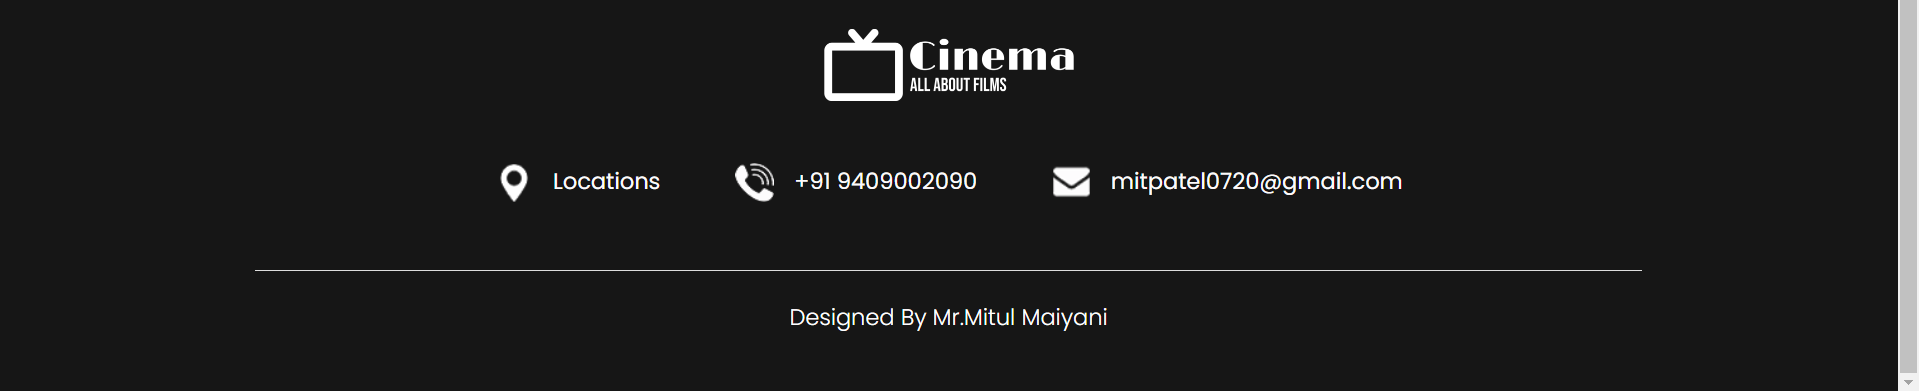 Cinema
ALL ABOUT FILMS
Locations +91 9409002090 mitpatel0720@gmail.com
Designed By Mr.Mitul Maiyani